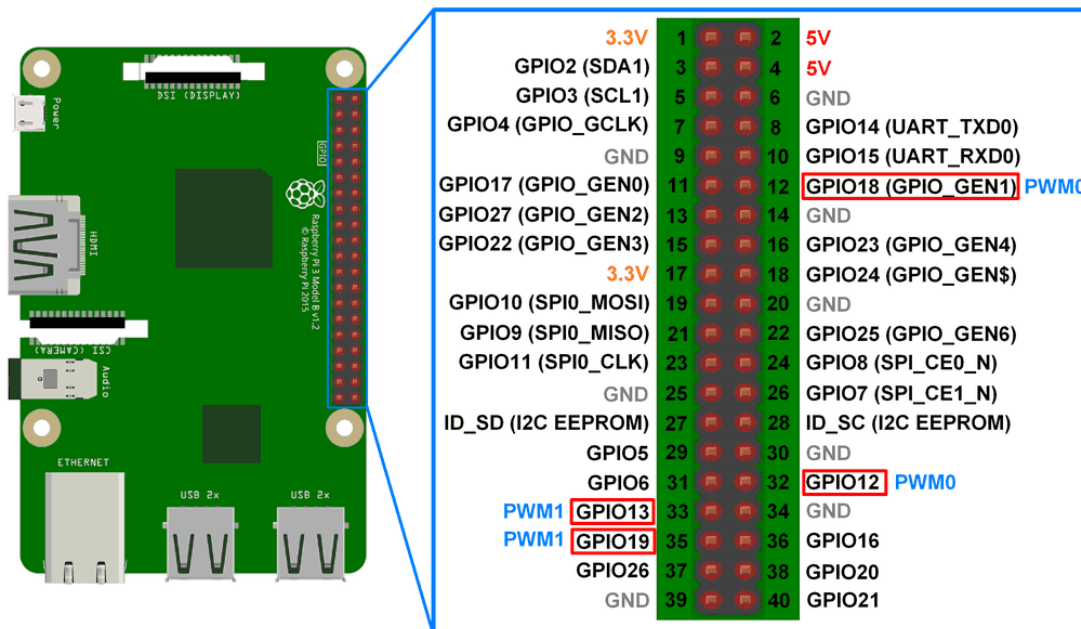 DSI (DISPLAY)
Power
GPIO
HDMI
Raspberry Pi 3 Model B v1.2
© Raspberry Pi 2015
CSI (CAMERA)
Audio
ETHERNET
USB 2x
USB 2x
3.3V 1 2 5V
GPIO2 (SDA1) 3 4 5V
GPIO3 (SCL1) 5 6 GND
GPIO4 (GPIO_GCLK) 7 8 GPIO14 (UART_TXD0)
GND 9 10 GPIO15 (UART_RXD0)
GPIO17 (GPIO_GEN0) 11 12 GPIO18 (GPIO_GEN1) PWM0
GPIO27 (GPIO_GEN2) 13 14 GND
GPIO22 (GPIO_GEN3) 15 16 GPIO23 (GPIO_GEN4)
3.3V 17 18 GPIO24 (GPIO_GEN$)
GPIO10 (SPI0_MOSI) 19 20 GND
GPIO9 (SPI0_MISO) 21 22 GPIO25 (GPIO_GEN6)
GPIO11 (SPI0_CLK) 23 24 GPIO8 (SPI_CE0_N)
GND 25 26 GPIO7 (SPI_CE1_N)
ID_SD (I2C EEPROM) 27 28 ID_SC (I2C EEPROM)
GPIO5 29 30 GND
GPIO6 31 32 GPIO12 PWM0
PWM1 GPIO13 33 34 GND
PWM1 GPIO19 35 36 GPIO16
GPIO26 37 38 GPIO20
GND 39 40 GPIO21